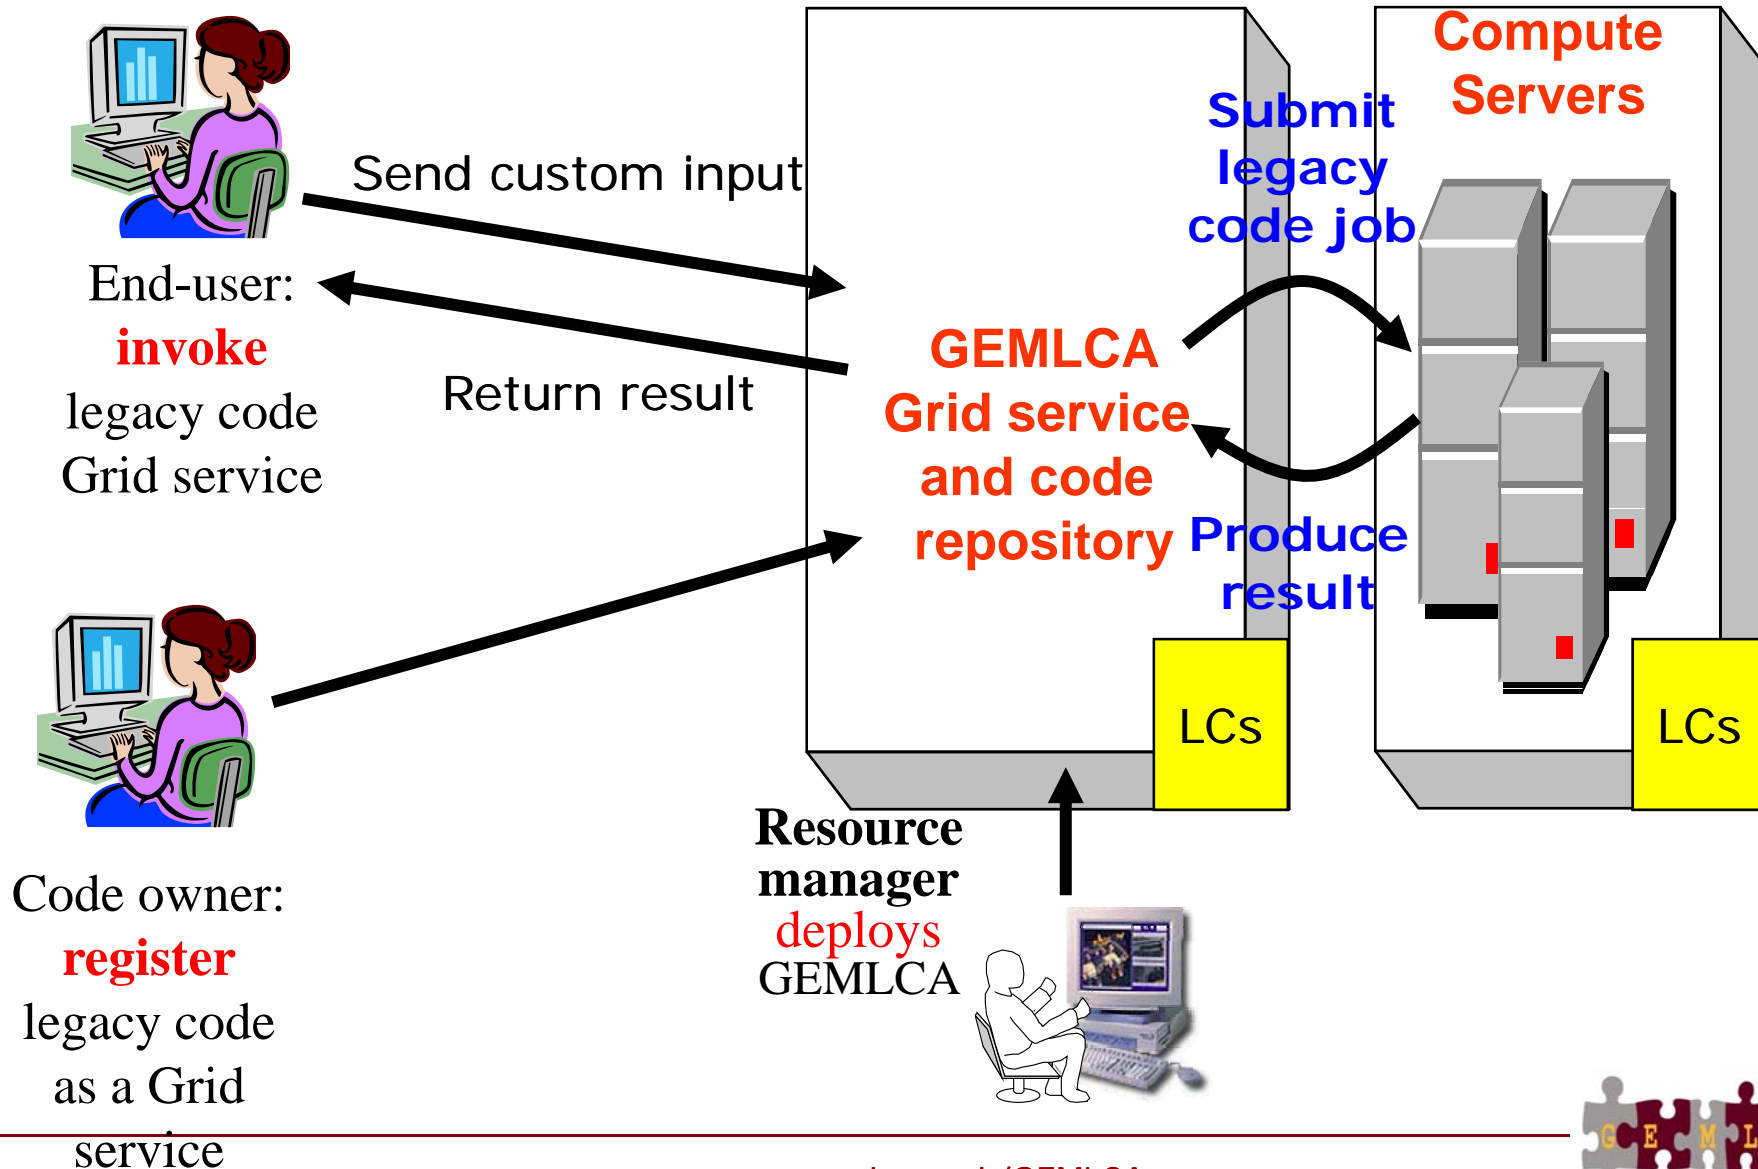 Send custom input
End-user:
invoke
legacy code
Grid service
Return result
Code owner:
register
legacy code
as a Grid
service
GEMLCA
Grid service
and code
repository
Submit
legacy
code job
Produce
result
Compute
Servers
LCs
LCs
Resource
manager
deploys
GEMLCA
G E M L